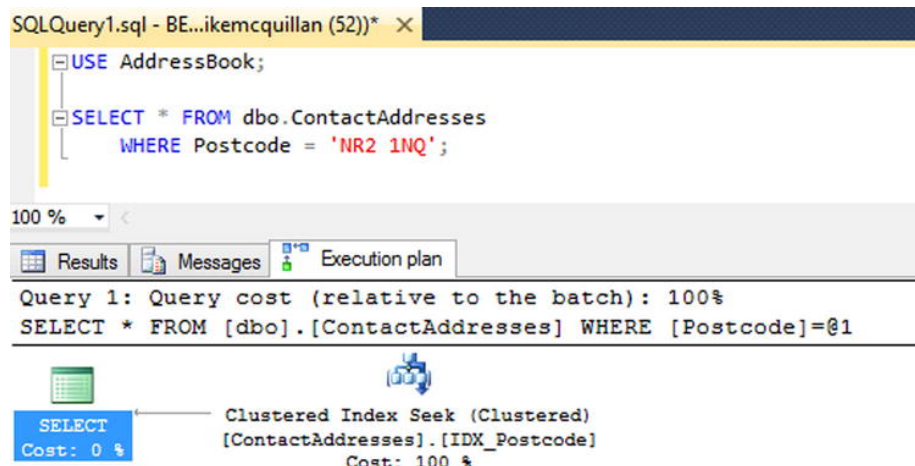 SQLQuery1.sql - BE...ikemcquillan (52))* ×
USE AddressBook;
SELECT * FROM dbo.ContactAddresses
WHERE Postcode = 'NR2 1NQ';
100 %
Results Messages Execution plan
Query 1: Query cost (relative to the batch): 100%
SELECT * FROM [dbo].[ContactAddresses] WHERE [Postcode]=@1
SELECT
Cost: 0 %
Clustered Index Seek (Clustered)
[ContactAddresses].[IDX_Postcode]
Cost: 100 %